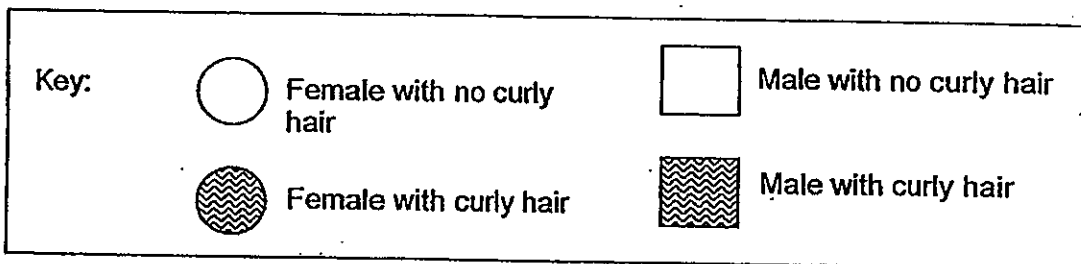 Key:
Female with no curly
hair
Male with no curly hair
Female with curly hair
Male with curly hair